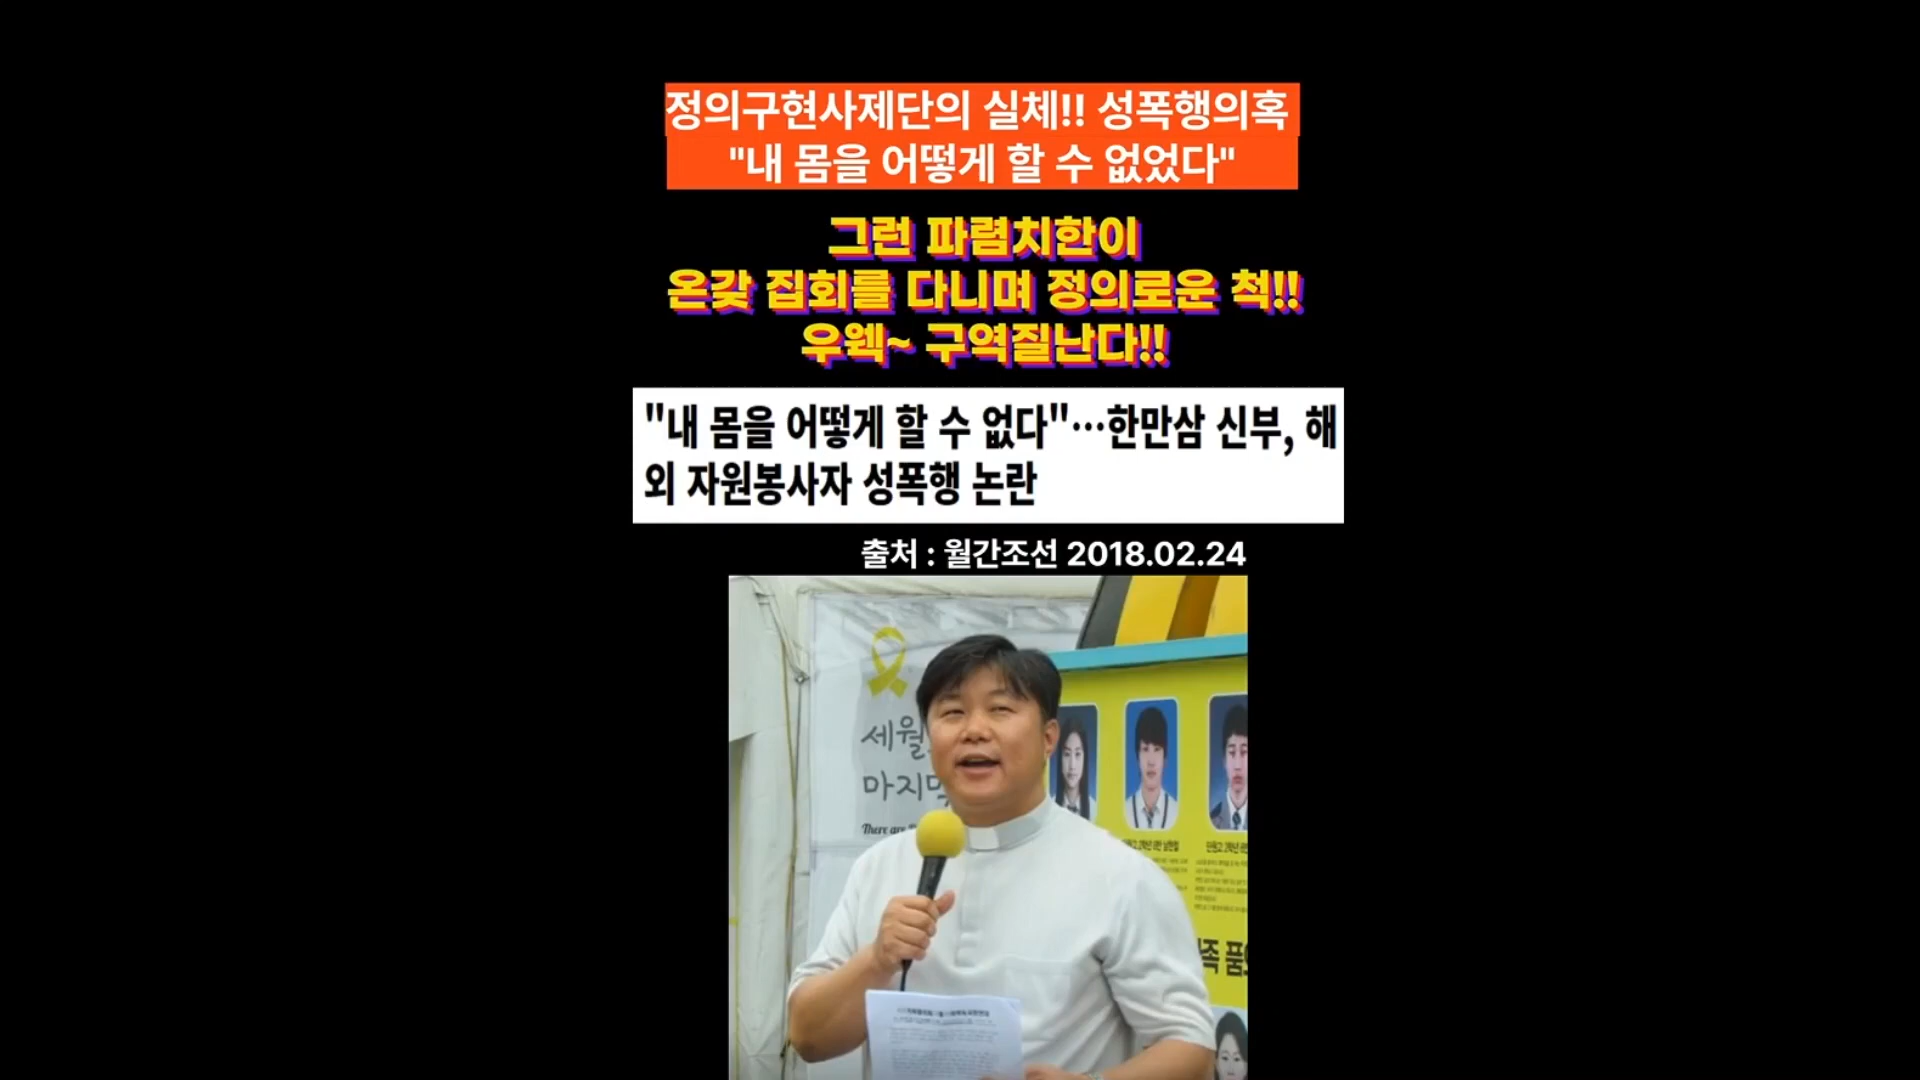 정의구현사제단의 실체!! 성폭행의혹
"내 몸을 어떻게 할 수 없었다"
그런 파렴치한이
온갖 집회를 다니며 정의로운 척!!
우웩~ 구역질난다!!
"내 몸을 어떻게 할 수 없다"…한만삼 신부, 해
외 자원봉사자 성폭행 논란
출처 : 월간조선 2018.02.24
세월
마지막
There are
족 품